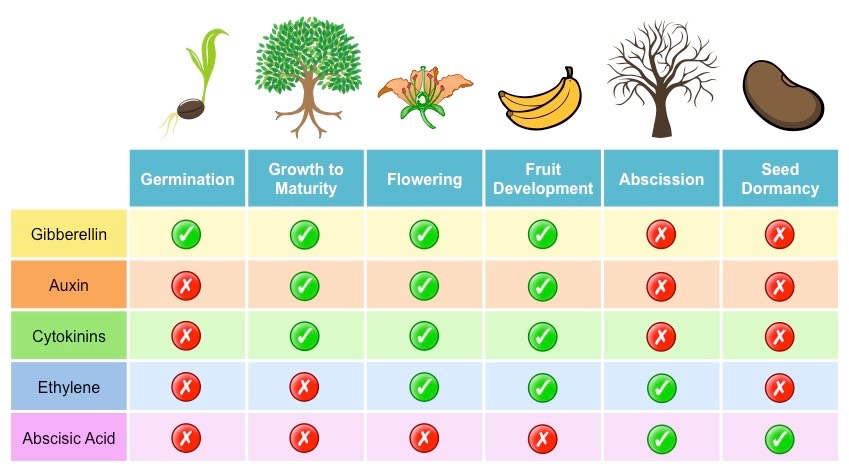 Germination
Growth to
Maturity
Flowering
Fruit
Development
Abscission
Seed
Dormancy
Gibberellin
Auxin
Cytokinins
Ethylene
Abscisic Acid